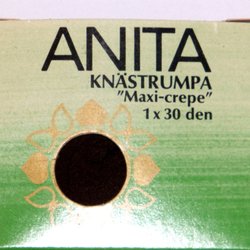 ANITA
KNÄSTRUMPA
"Maxi-crepe"
1 x 30 den